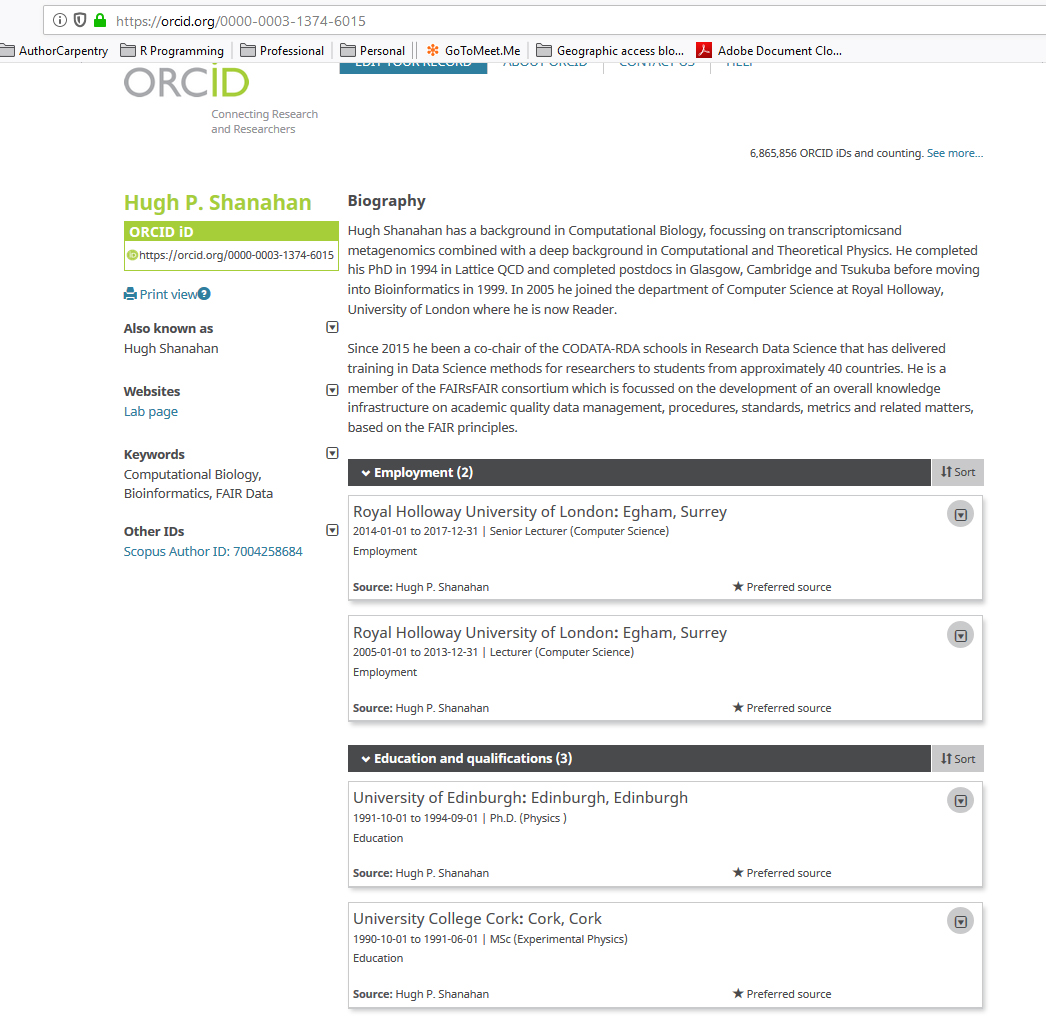 https://orcid.org/0000-0003-1374-6015
AuthorCarpentry R Programming Professional Personal GoToMeet.Me Geographic access blo... Adobe Document Clo...
EDIT YOUR RECORD ABOUT ORCID CONTACT US HELP
ORCID
Connecting Research
and Researchers
6,865,856 ORCID iDs and counting. See more...
Hugh P. Shanahan
ORCID iD
iD https://orcid.org/0000-0003-1374-6015
Print view ?
Also known as
Hugh Shanahan
Websites
Lab page
Keywords
Computational Biology,
Bioinformatics, FAIR Data
Other IDs
Scopus Author ID: 7004258684
Biography
Hugh Shanahan has a background in Computational Biology, focussing on transcriptomicsand
metagenomics combined with a deep background in Computational and Theoretical Physics. He completed
his PhD in 1994 in Lattice QCD and completed postdocs in Glasgow, Cambridge and Tsukuba before moving
into Bioinformatics in 1999. In 2005 he joined the department of Computer Science at Royal Holloway,
University of London where he is now Reader.
Since 2015 he been a co-chair of the CODATA-RDA schools in Research Data Science that has delivered
training in Data Science methods for researchers to students from approximately 40 countries. He is a
member of the FAIRsFAIR consortium which is focussed on the development of an overall knowledge
infrastructure on academic quality data management, procedures, standards, metrics and related matters,
based on the FAIR principles.
Employment (2) Sort
Royal Holloway University of London: Egham, Surrey
2014-01-01 to 2017-12-31 | Senior Lecturer (Computer Science)
Employment
Source: Hugh P. Shanahan ★ Preferred source
Royal Holloway University of London: Egham, Surrey
2005-01-01 to 2013-12-31 | Lecturer (Computer Science)
Employment
Source: Hugh P. Shanahan ★ Preferred source
Education and qualifications (3) Sort
University of Edinburgh: Edinburgh, Edinburgh
1991-10-01 to 1994-09-01 | Ph.D. (Physics )
Education
Source: Hugh P. Shanahan ★ Preferred source
University College Cork: Cork, Cork
1990-10-01 to 1991-06-01 | MSc (Experimental Physics)
Education
Source: Hugh P. Shanahan ★ Preferred source